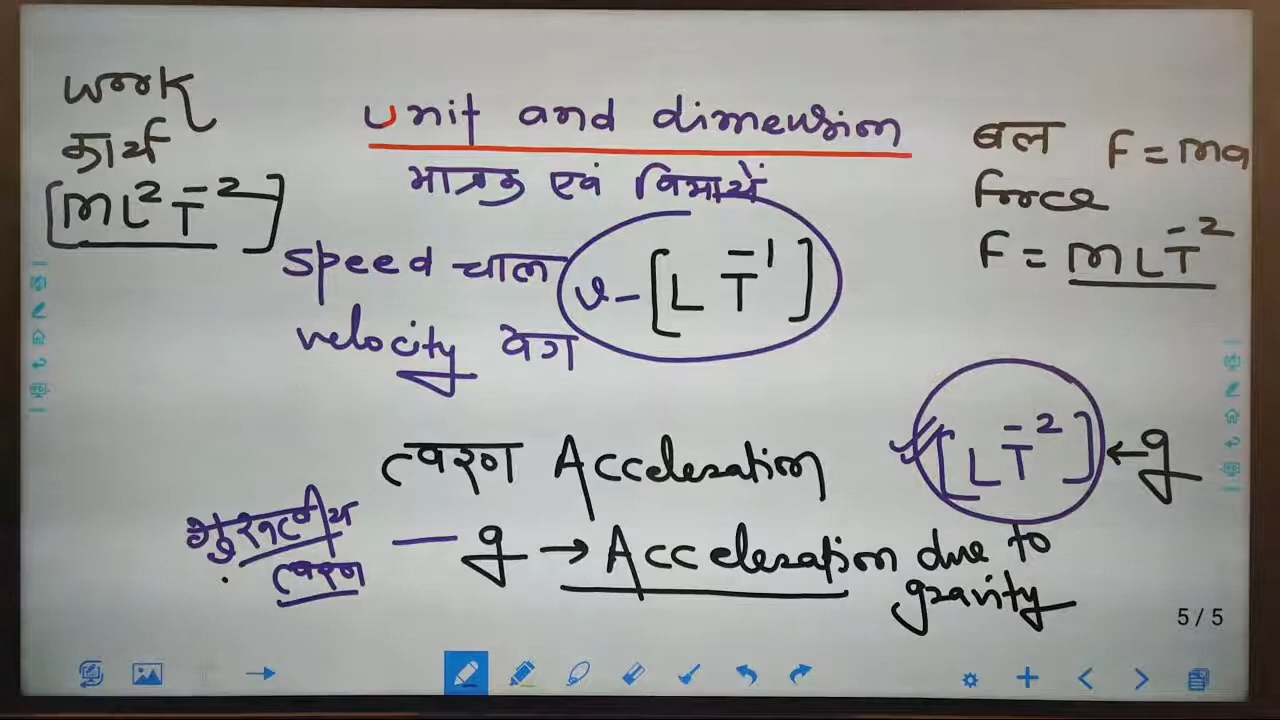 Unit and dimension
मात्रक एवं विमायें
work
कार्य
[ML²T⁻²]
बल F = ma
force
F = MLT⁻²
speed चाल
velocity वेग
v - [LT⁻¹]
त्वरण Acceleration
[LT⁻²] ← g
गुरुत्वीय
त्वरण
— g → Acceleration due to
gravity
5/5